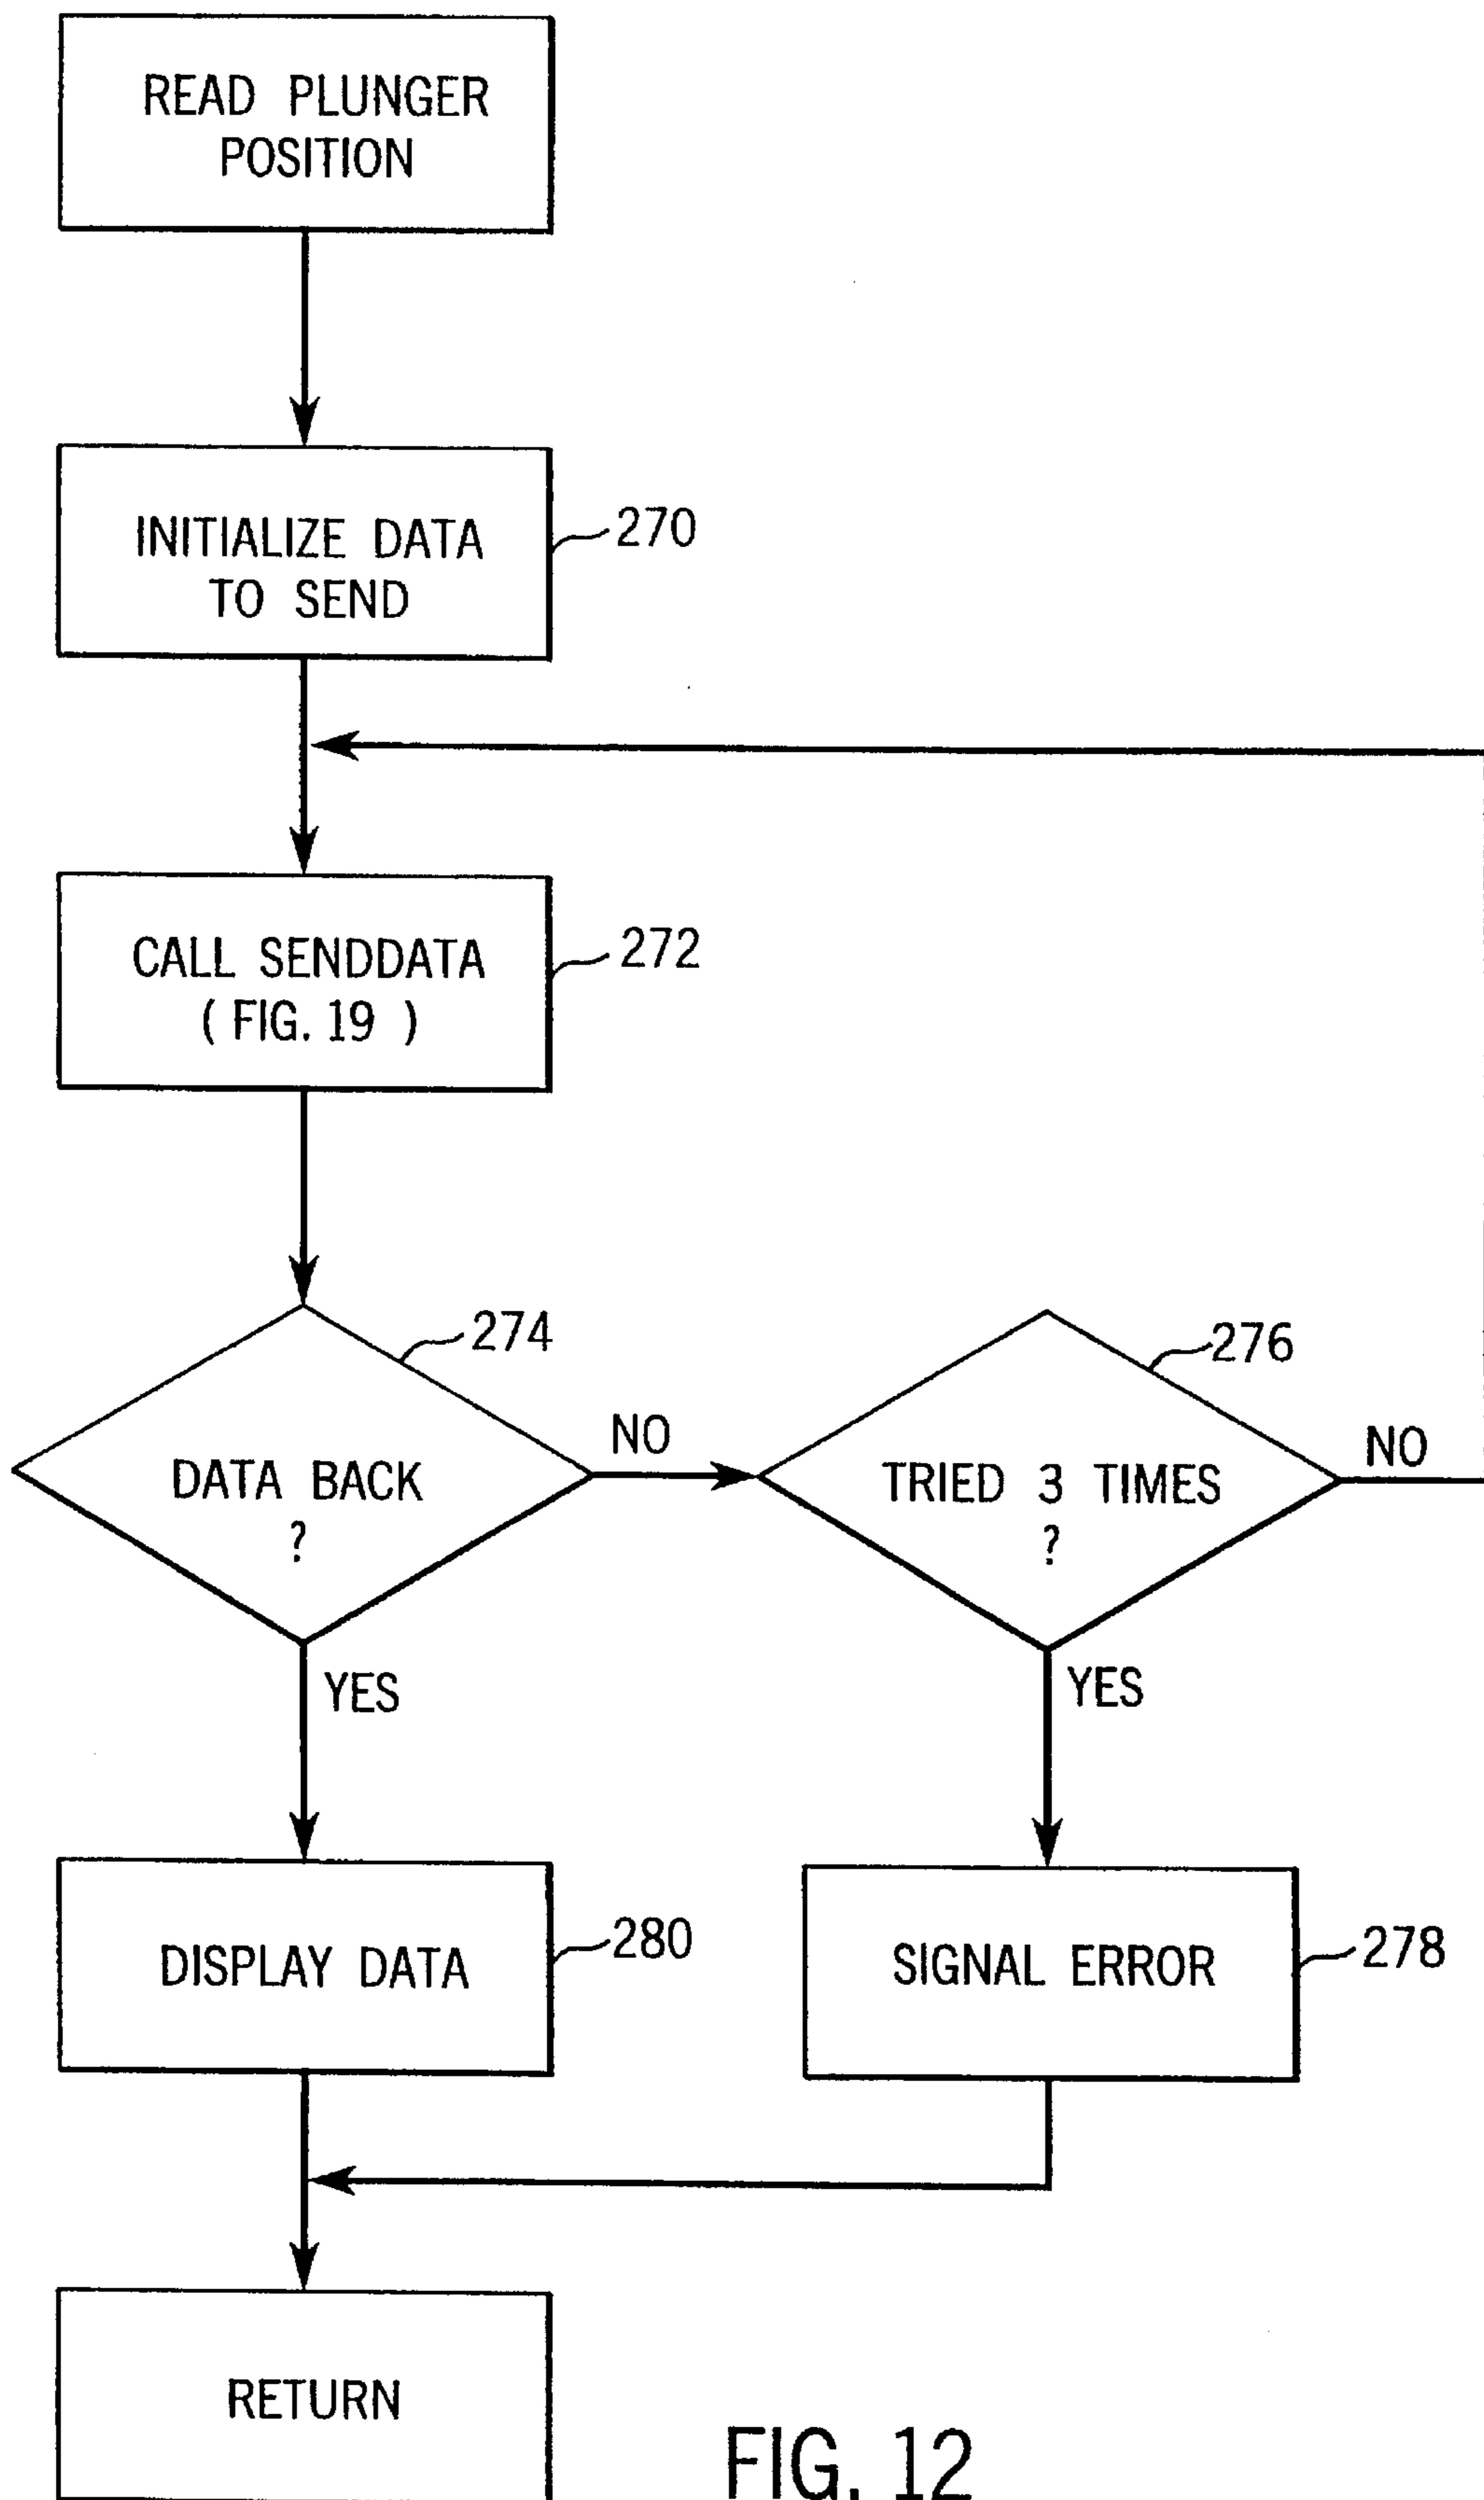 READ PLUNGER
POSITION
INITIALIZE DATA
TO SEND
270
CALL SENDDATA
( FIG. 19 )
272
DATA BACK
?
274
NO
TRIED 3 TIMES
?
276
NO
YES
YES
DISPLAY DATA
280
SIGNAL ERROR
278
RETURN
FIG. 12